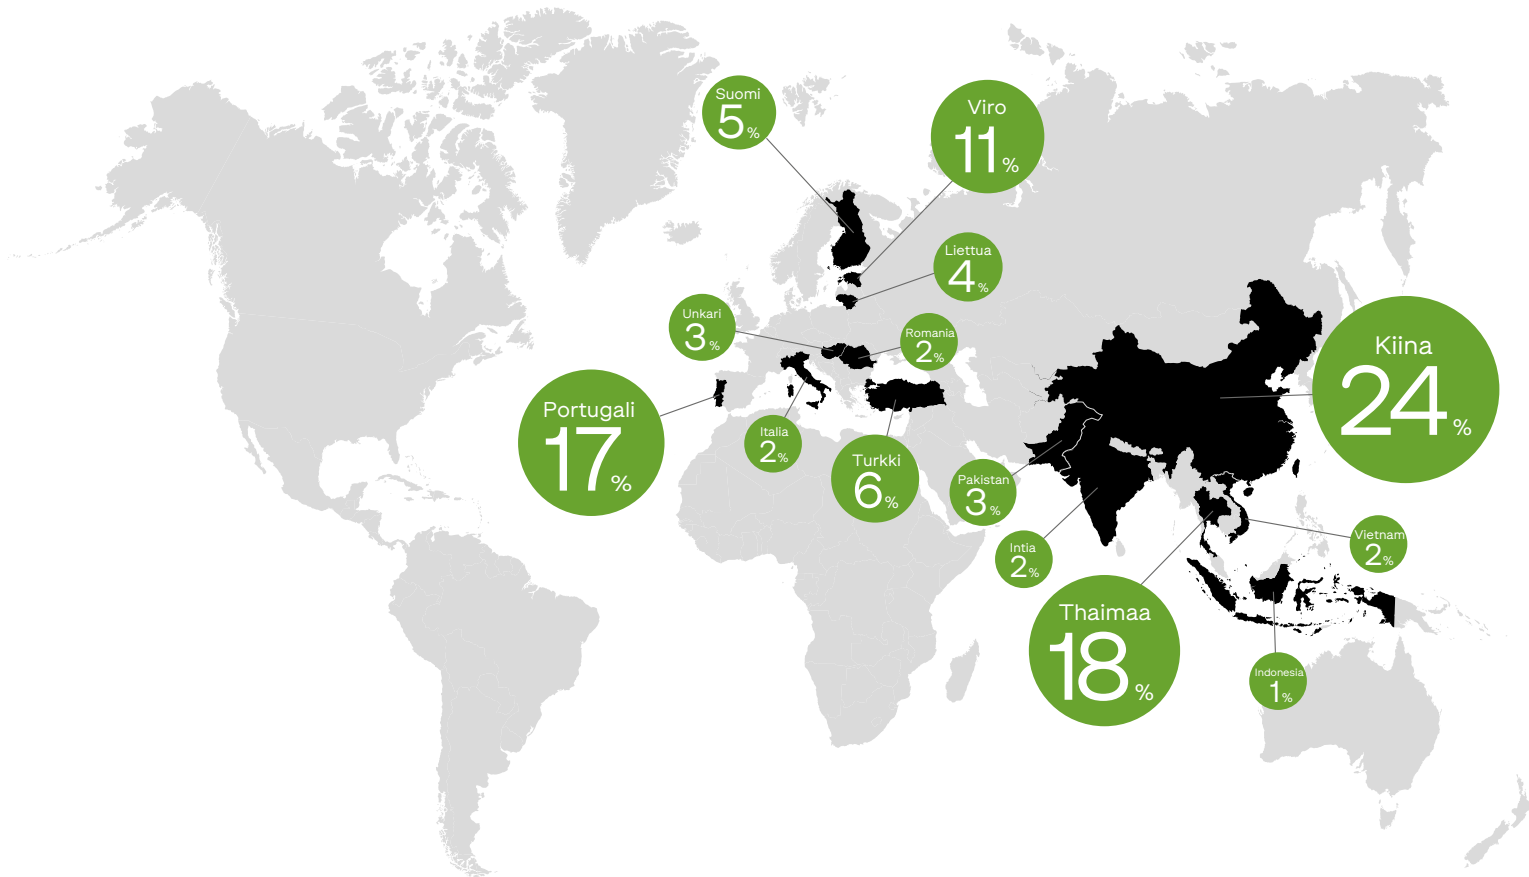 Suomi
5%
Viro
11%
Liettua
4%
Unkari
3%
Romania
2%
Kiina
24%
Portugali
17%
Italia
2%
Turkki
6%
Pakistan
3%
Intia
2%
Vietnam
2%
Thaimaa
18%
Indonesia
1%